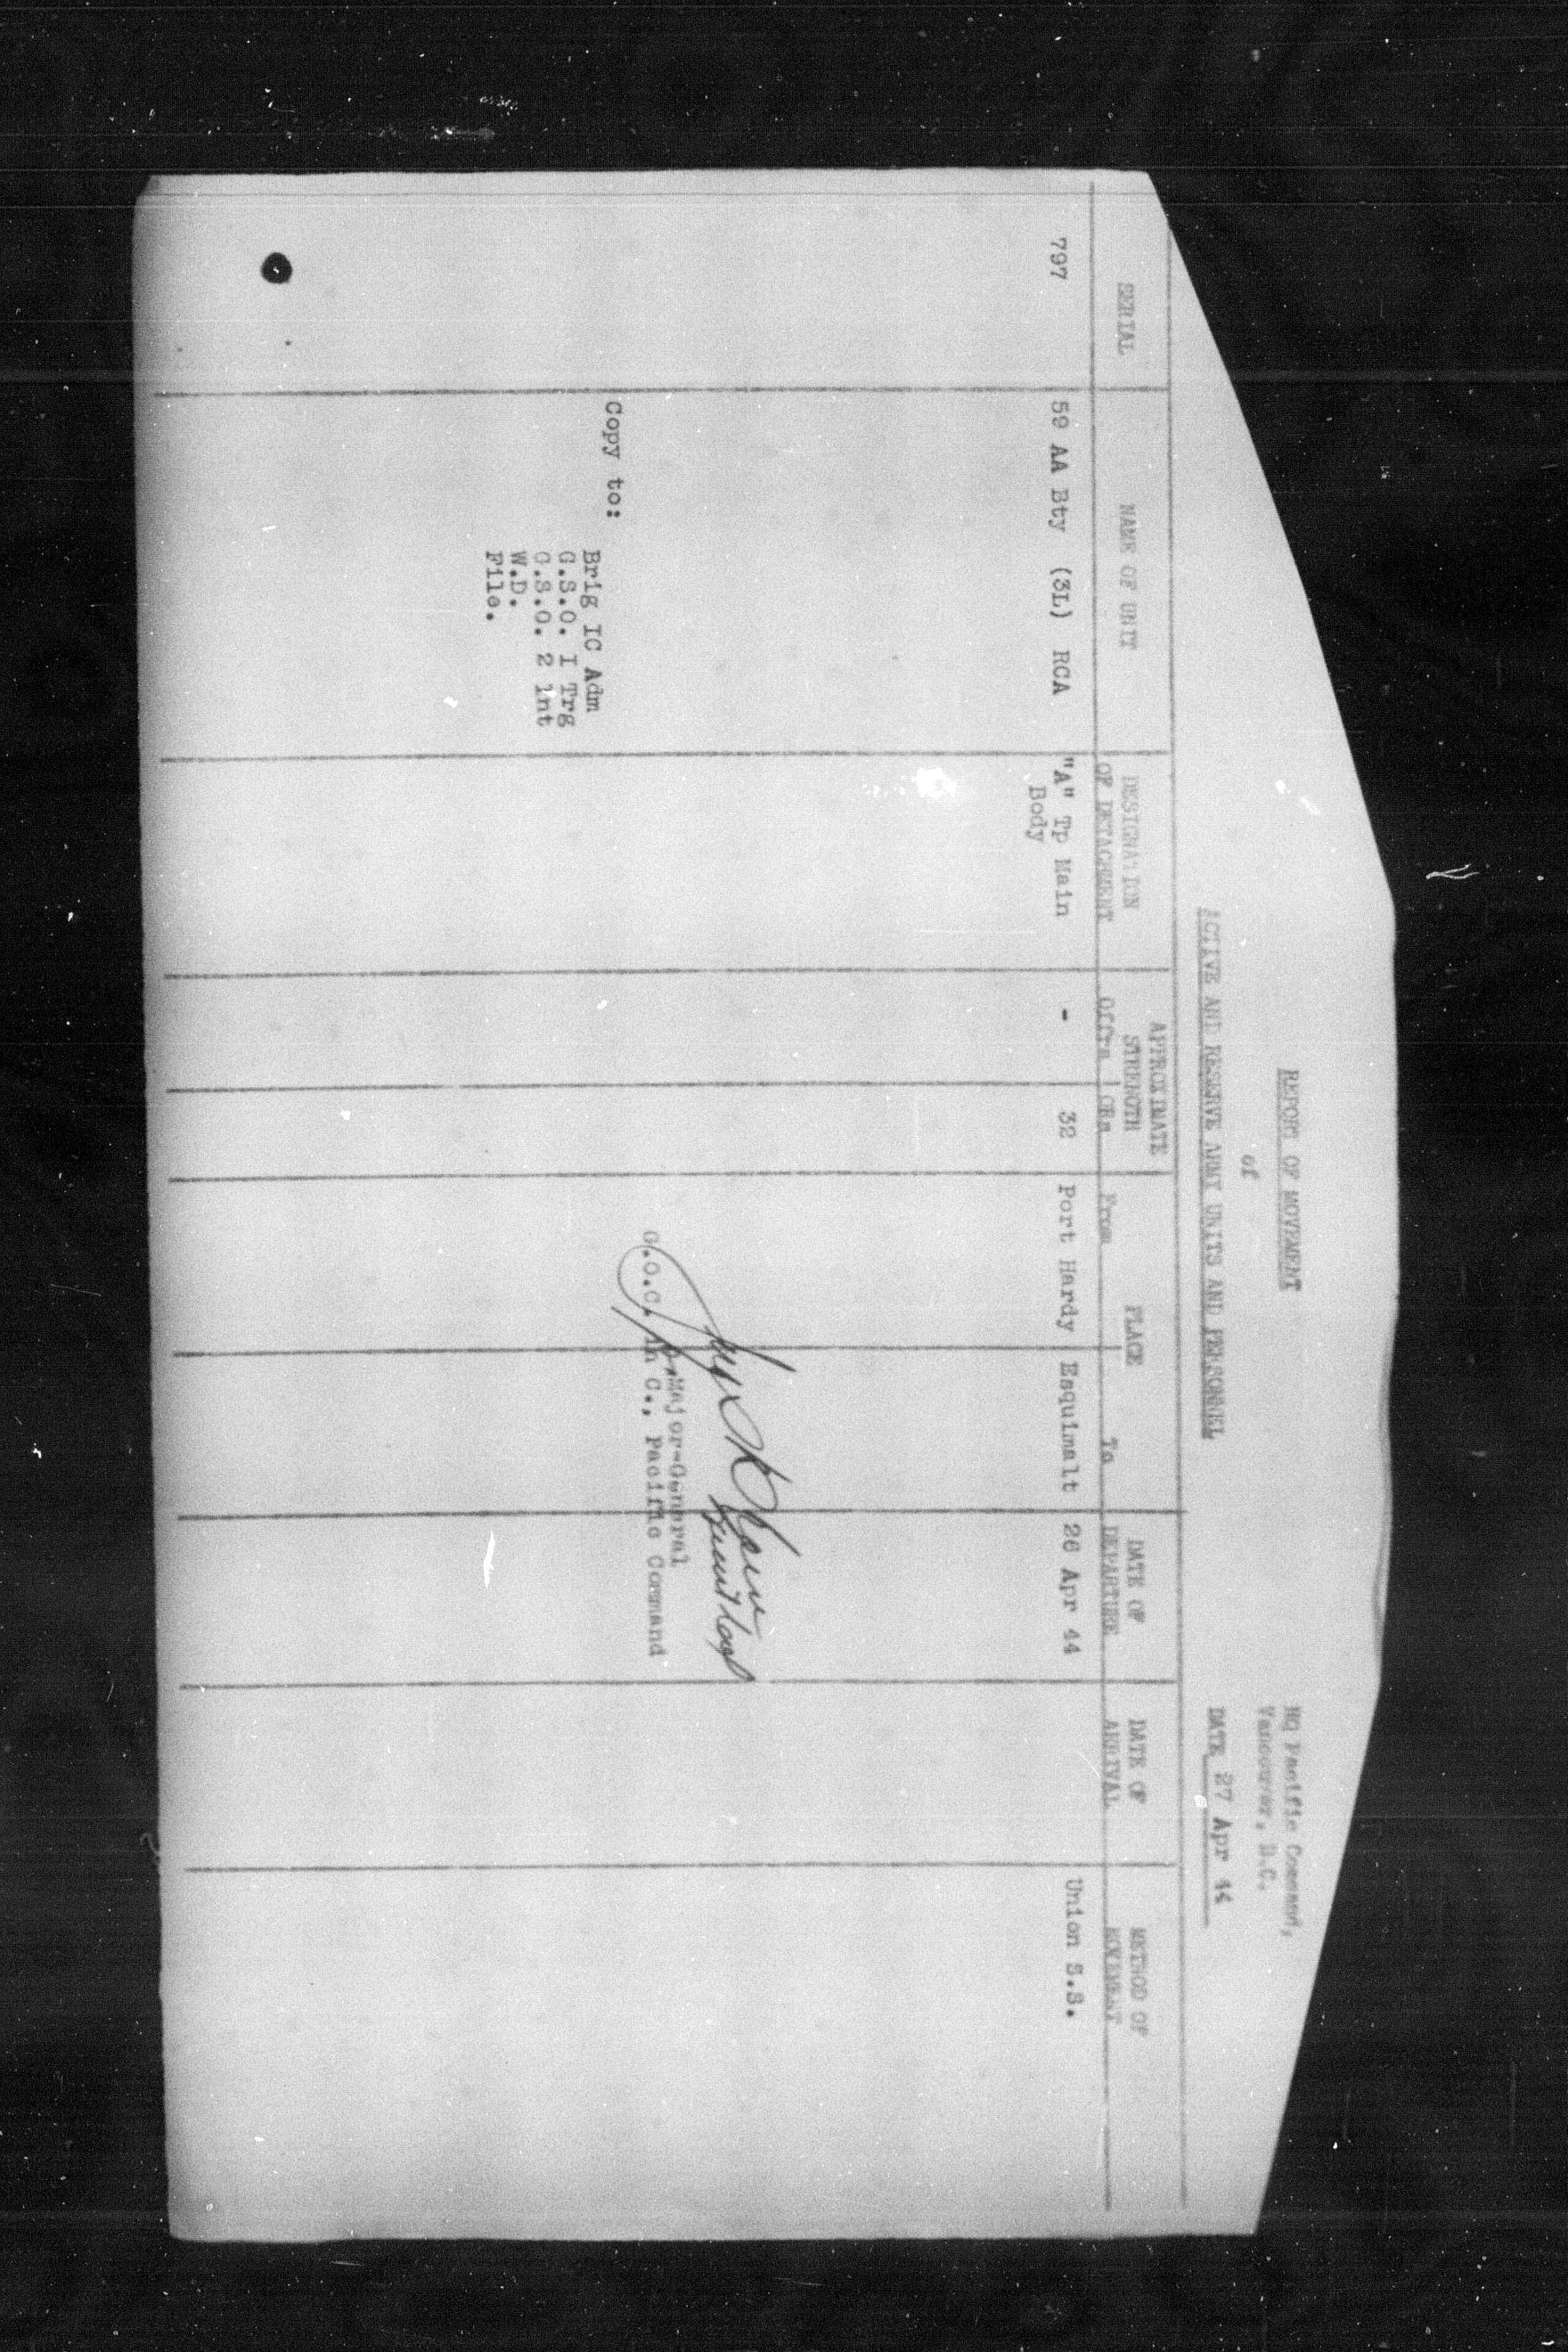 HQ Pacific Command,
Vancouver, B.C.
REPORT OF MOVEMENT
of
ACTIVE AND RESERVE ARMY UNITS AND PERSONNEL
DATE 27 Apr 44
SERIAL NAME OF UNIT DESIGNATION OF DETACHMENT APPROXIMATE STRENGTH Offrs ORs PLACE From To DATE OF DEPARTURE DATE OF ARRIVAL METHOD OF MOVEMENT
797 59 AA Bty (3L) RCA "A" Tp Main - 32 Port Hardy Esquimalt 26 Apr 44 Union S.S.
Body
Major-General
G.O.C. in C., Pacific Command
Copy to:
Brig IC Adm
G.S.O. I Trg
G.S.O. 2 Int
W.D.
File.